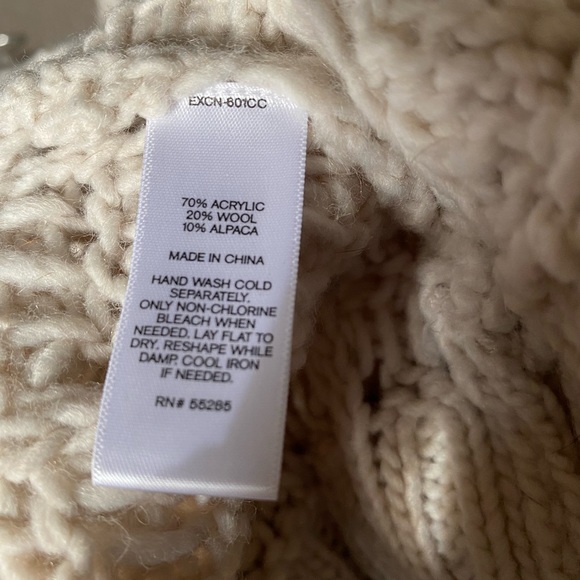 EXCN-601CC
70% ACRYLIC
20% WOOL
10% ALPACA
MADE IN CHINA
HAND WASH COLD
SEPARATELY.
ONLY NON-CHLORINE
BLEACH WHEN
NEEDED. LAY FLAT TO
DRY, RESHAPE WHILE
DAMP. COOL IRON
IF NEEDED.
RN# 55285